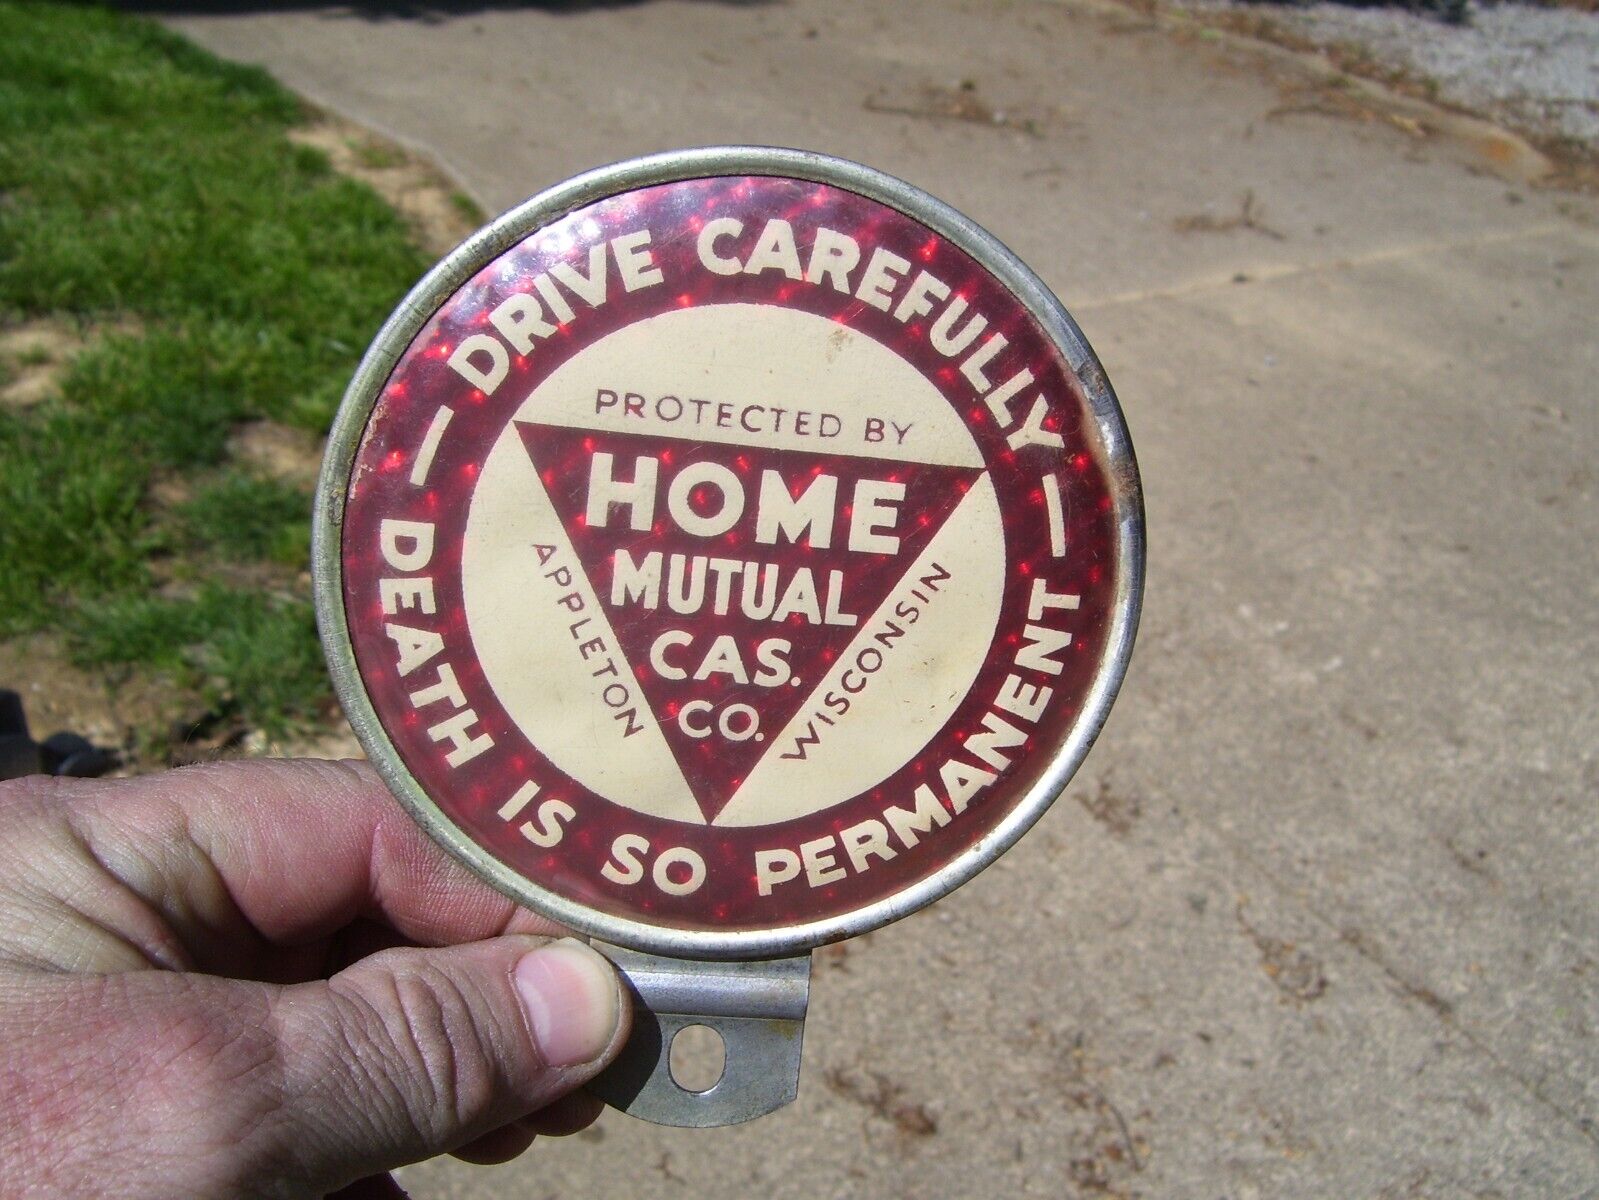 — DRIVE CAREFULLY —
DEATH IS SO PERMANENT
PROTECTED BY
HOME
MUTUAL
CAS.
CO.
APPLETON
WISCONSIN